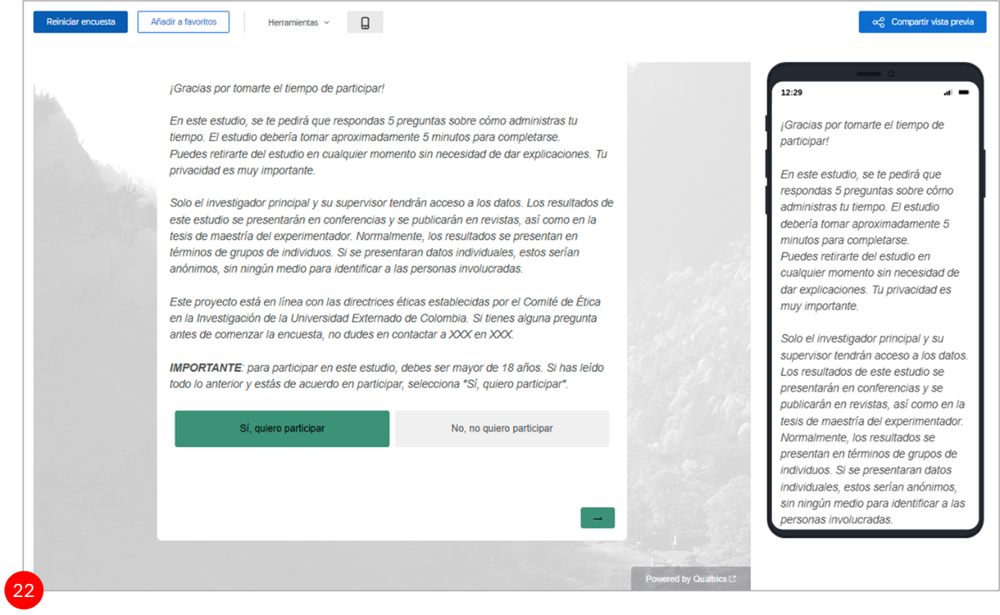 Reiniciar encuesta
Añadir a favoritos
Herramientas
Compartir vista previa
¡Gracias por tomarte el tiempo de participar!
En este estudio, se te pedirá que respondas 5 preguntas sobre cómo administras tu
tiempo. El estudio debería tomar aproximadamente 5 minutos para completarse.
Puedes retirarte del estudio en cualquier momento sin necesidad de dar explicaciones. Tu
privacidad es muy importante.
Solo el investigador principal y su supervisor tendrán acceso a los datos. Los resultados de
este estudio se presentarán en conferencias y se publicarán en revistas, así como en la
tesis de maestría del experimentador. Normalmente, los resultados se presentan en
términos de grupos de individuos. Si se presentaran datos individuales, estos serían
anónimos, sin ningún medio para identificar a las personas involucradas.
Este proyecto está en línea con las directrices éticas establecidas por el Comité de Ética
en la Investigación de la Universidad Externado de Colombia. Si tienes alguna pregunta
antes de comenzar la encuesta, no dudes en contactar a XXX en XXX.
IMPORTANTE: para participar en este estudio, debes ser mayor de 18 años. Si has leído
todo lo anterior y estás de acuerdo en participar, selecciona "Sí, quiero participar".
Sí, quiero participar
No, no quiero participar
→
Powered by Qualtrics
12:29
¡Gracias por tomarte el tiempo de
participar!
En este estudio, se te pedirá que
respondas 5 preguntas sobre cómo
administras tu tiempo. El estudio
debería tomar aproximadamente 5
minutos para completarse.
Puedes retirarte del estudio en
cualquier momento sin necesidad de
dar explicaciones. Tu privacidad es
muy importante.
Solo el investigador principal y su
supervisor tendrán acceso a los datos.
Los resultados de este estudio se
presentarán en conferencias y se
publicarán en revistas, así como en la
tesis de maestría del experimentador.
Normalmente, los resultados se
presentan en términos de grupos de
individuos. Si se presentaran datos
individuales, estos serían anónimos,
sin ningún medio para identificar a las
personas involucradas.
22